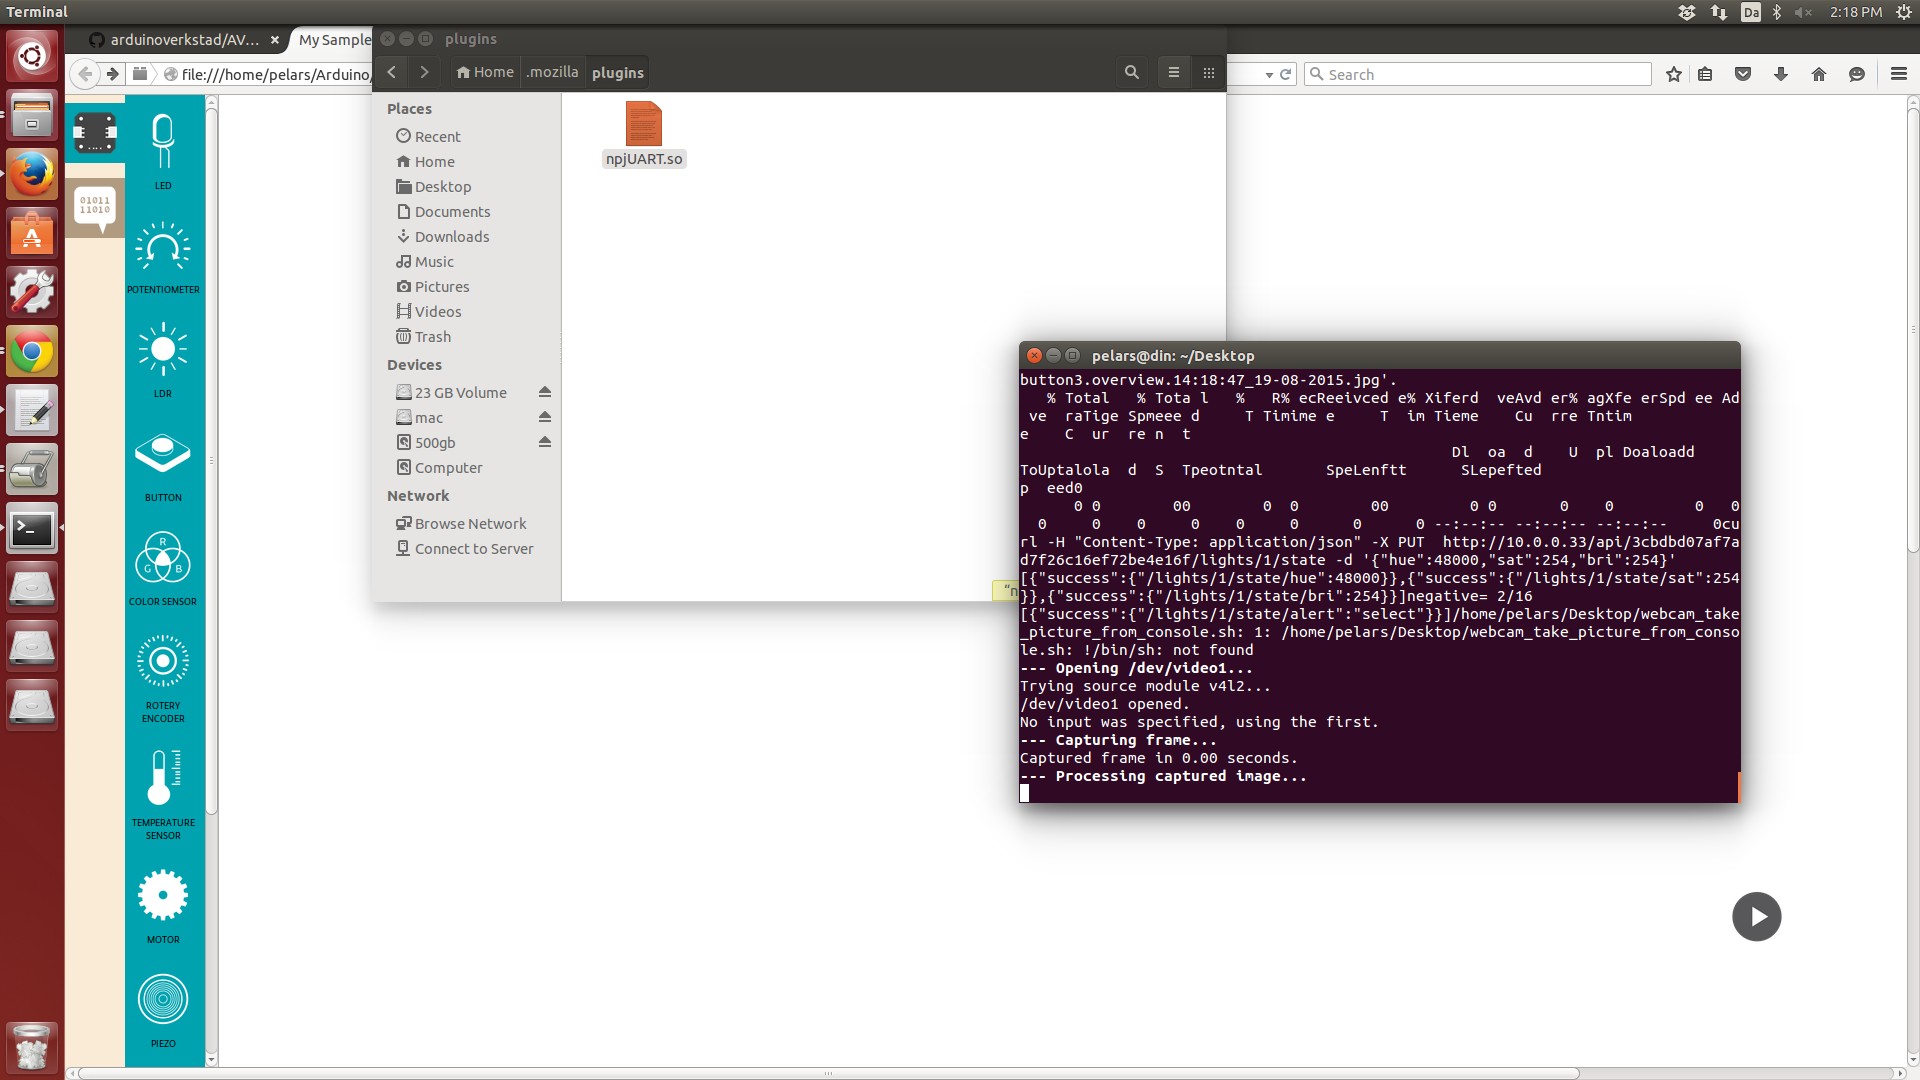 Terminal
Da
2:18 PM
arduinoverkstad/AV...
My Sample
file:///home/pelars/Arduino/
Search
01011
11010
LED
POTENTIOMETER
LDR
BUTTON
R
G B
COLOR SENSOR
ROTERY
ENCODER
TEMPERATURE
SENSOR
MOTOR
PIEZO
plugins
Home .mozilla plugins
Places
Recent
Home
Desktop
Documents
Downloads
Music
Pictures
Videos
Trash
Devices
23 GB Volume
mac
500gb
Computer
Network
Browse Network
Connect to Server
npjUART.so
“n
pelars@din: ~/Desktop
button3.overview.14:18:47_19-08-2015.jpg'.
   % Total   % Tota l   %   R% ecReeivced e% Xiferd  veAvd er% agXfe erSpd ee Ad
 ve  raTige Spmeee d     T Timime e     T  im Tieme    Cu  rre Tntim
e    C  ur  re n  t
                                                Dl  oa  d    U  pl Doaloadd
ToUptalola  d  S  Tpeotntal       SpeLenftt      SLepefted
p  eed0
      0 0        00        0  0        00         0 0       0    0         0   0
  0     0    0     0    0     0      0      0 --:--:-- --:--:-- --:--:--     0cu
rl -H "Content-Type: application/json" -X PUT  http://10.0.0.33/api/3cbdbd07af7a
d7f26c16ef72be4e16f/lights/1/state -d '{"hue":48000,"sat":254,"bri":254}'
[{"success":{"/lights/1/state/hue":48000}},{"success":{"/lights/1/state/sat":254
}},{"success":{"/lights/1/state/bri":254}}]negative= 2/16
[{"success":{"/lights/1/state/alert":"select"}}]/home/pelars/Desktop/webcam_take
_picture_from_console.sh: 1: /home/pelars/Desktop/webcam_take_picture_from_conso
le.sh: !/bin/sh: not found
--- Opening /dev/video1...
Trying source module v4l2...
/dev/video1 opened.
No input was specified, using the first.
--- Capturing frame...
Captured frame in 0.00 seconds.
--- Processing captured image...